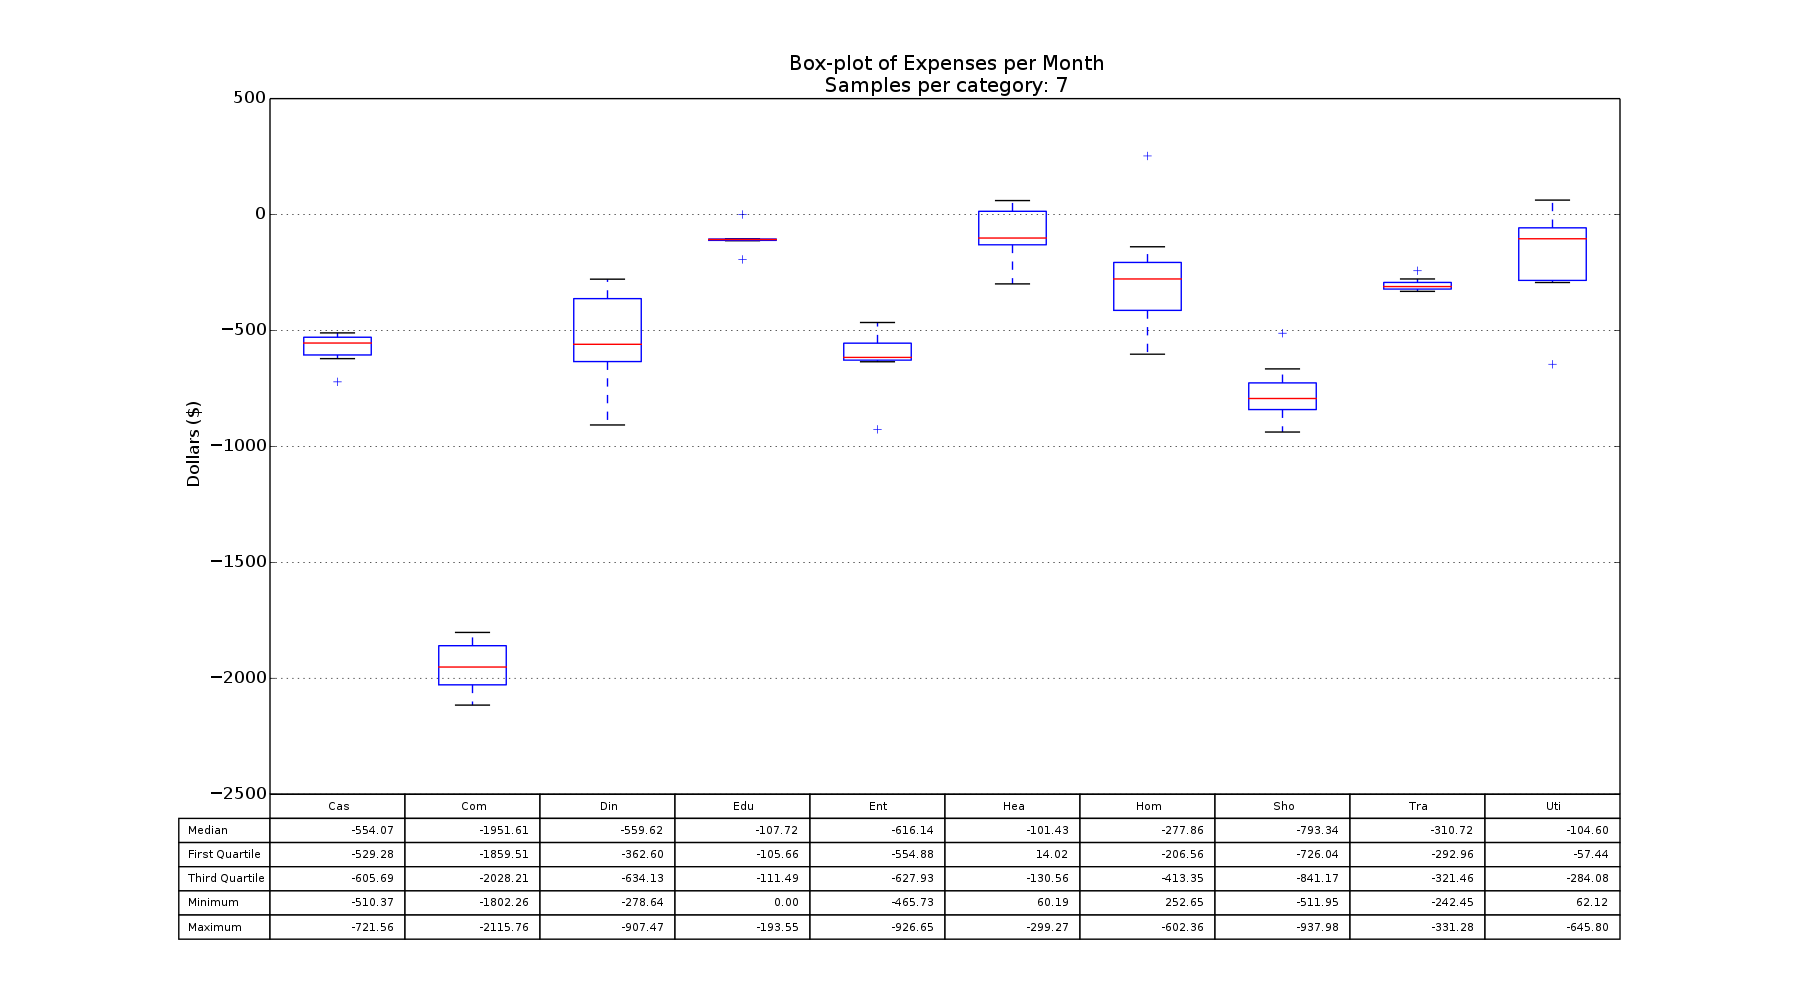 Box-plot of Expenses per Month
Samples per category: 7
500
0
−500
−1000
−1500
−2000
−2500
Dollars ($)
Cas Com Din Edu Ent Hea Hom Sho Tra Uti
Median -554.07 -1951.61 -559.62 -107.72 -616.14 -101.43 -277.86 -793.34 -310.72 -104.60
First Quartile -529.28 -1859.51 -362.60 -105.66 -554.88 14.02 -206.56 -726.04 -292.96 -57.44
Third Quartile -605.69 -2028.21 -634.13 -111.49 -627.93 -130.56 -413.35 -841.17 -321.46 -284.08
Minimum -510.37 -1802.26 -278.64 0.00 -465.73 60.19 252.65 -511.95 -242.45 62.12
Maximum -721.56 -2115.76 -907.47 -193.55 -926.65 -299.27 -602.36 -937.98 -331.28 -645.80